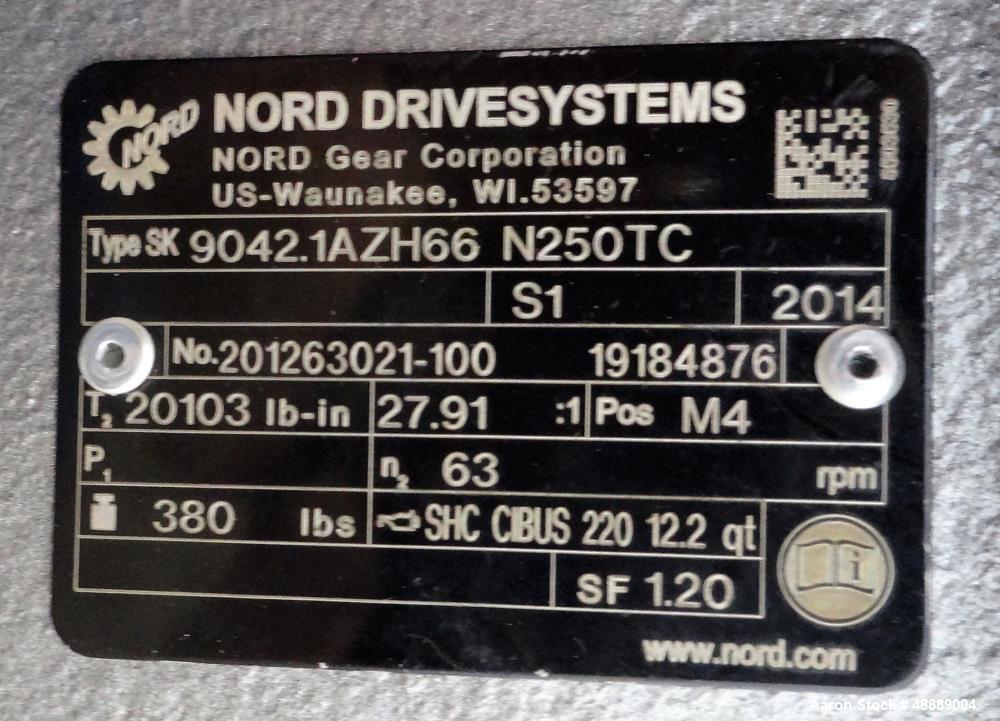 NORD
NORD DRIVESYSTEMS
NORD Gear Corporation
US-Waunakee, WI.53597
Type SK 9042.1AZH66 N250TC
S1 2014
No.201263021-100 19184876
T2 20103 lb-in 27.91 :1 Pos M4
P1 n2 63 rpm
380 lbs SHC CIBUS 220 12.2 qt
i
SF 1.20
www.nord.com
Aaron Stock # 48889004